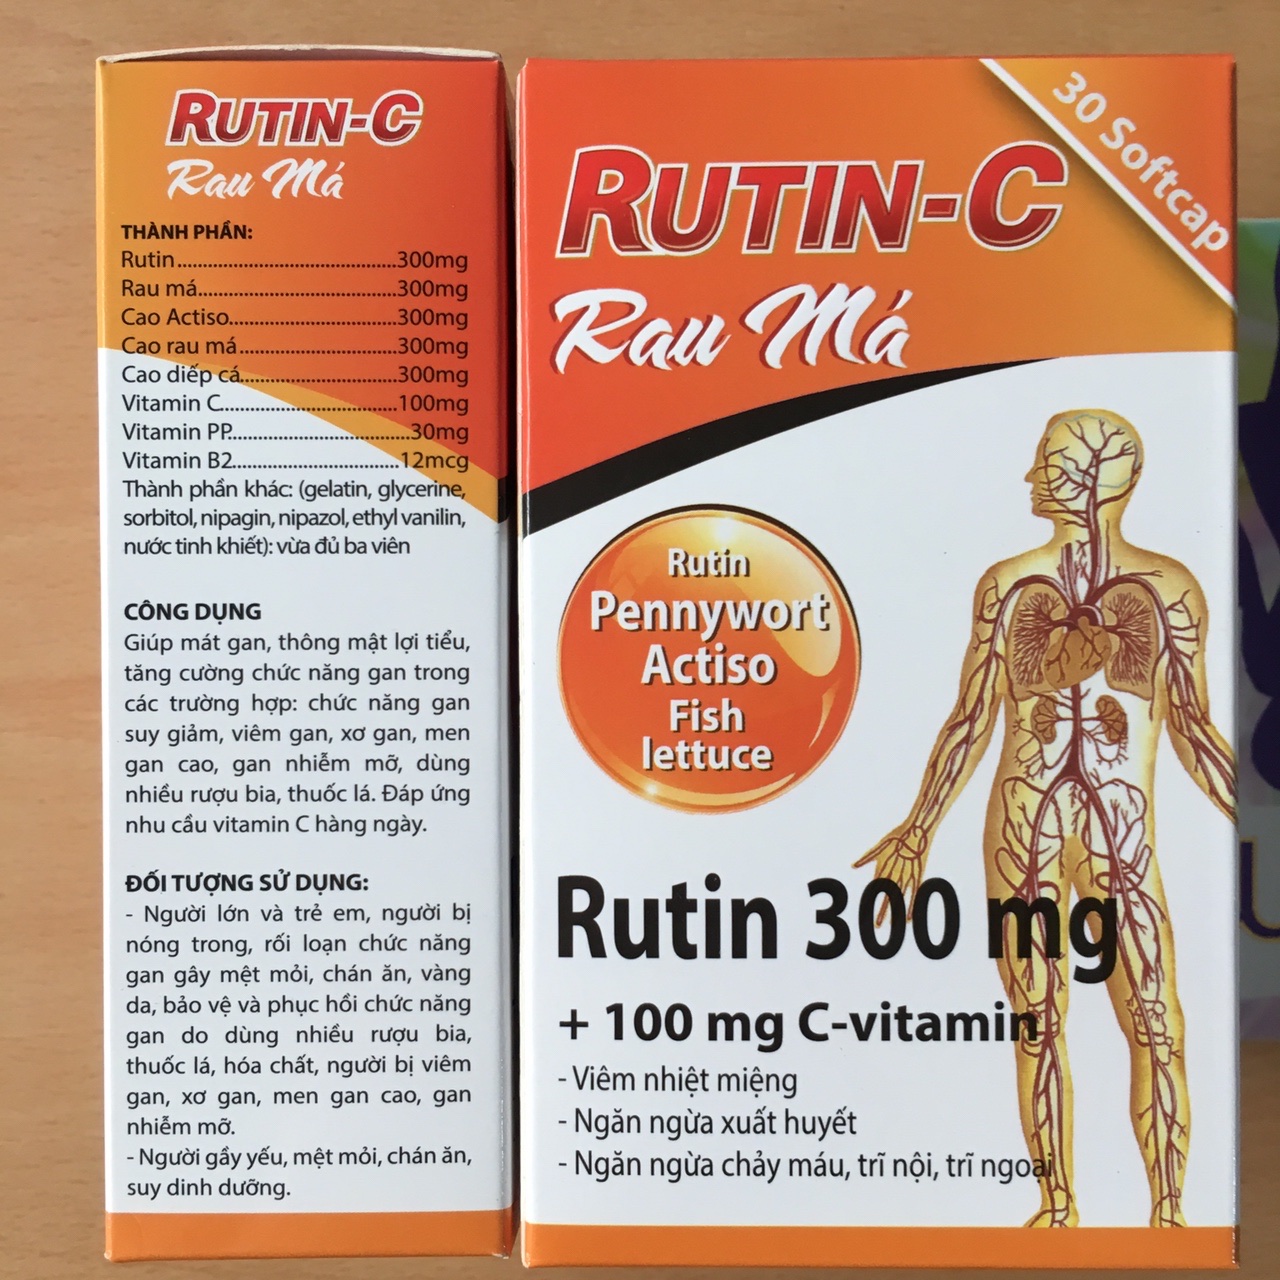 RUTIN-C
Rau Má
THÀNH PHẦN:
Rutin.............................................300mg
Rau má.........................................300mg
Cao Actiso...................................300mg
Cao rau má.................................300mg
Cao diếp cá.................................300mg
Vitamin C.....................................100mg
Vitamin PP.....................................30mg
Vitamin B2..................................12mcg
Thành phần khác: (gelatin, glycerine,
sorbitol, nipagin, nipazol, ethyl vanilin,
nước tinh khiết): vừa đủ ba viên
CÔNG DỤNG
Giúp mát gan, thông mật lợi tiểu,
tăng cường chức năng gan trong
các trường hợp: chức năng gan
suy giảm, viêm gan, xơ gan, men
gan cao, gan nhiễm mỡ, dùng
nhiều rượu bia, thuốc lá. Đáp ứng
nhu cầu vitamin C hàng ngày.
ĐỐI TƯỢNG SỬ DỤNG:
- Người lớn và trẻ em, người bị
nóng trong, rối loạn chức năng
gan gây mệt mỏi, chán ăn, vàng
da, bảo vệ và phục hồi chức năng
gan do dùng nhiều rượu bia,
thuốc lá, hóa chất, người bị viêm
gan, xơ gan, men gan cao, gan
nhiễm mỡ.
- Người gầy yếu, mệt mỏi, chán ăn,
suy dinh dưỡng.
30 Softcap
RUTIN-C
Rau Má
Rutin
Pennywort
Actiso
Fish
lettuce
Rutin 300 mg
+ 100 mg C-vitamin
- Viêm nhiệt miệng
- Ngăn ngừa xuất huyết
- Ngăn ngừa chảy máu, trĩ nội, trĩ ngoại